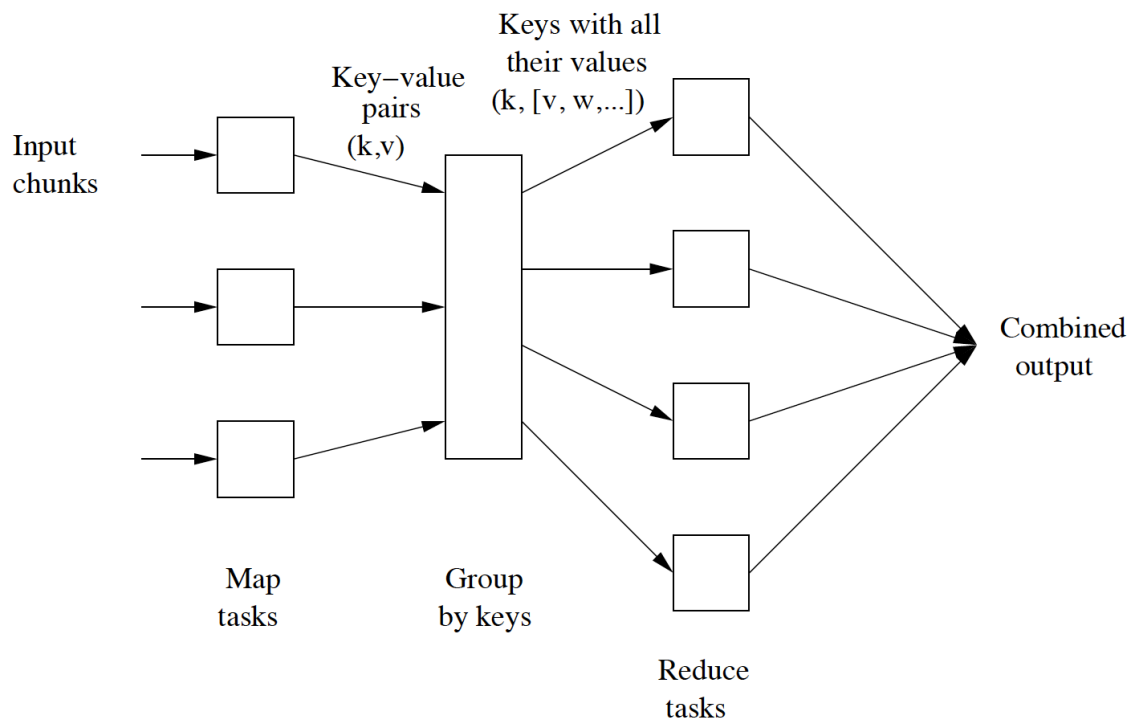 Input
chunks
Key−value
pairs
(k,v)
Keys with all
their values
(k, [v, w,...])
Combined
output
Map
tasks
Group
by keys
Reduce
tasks